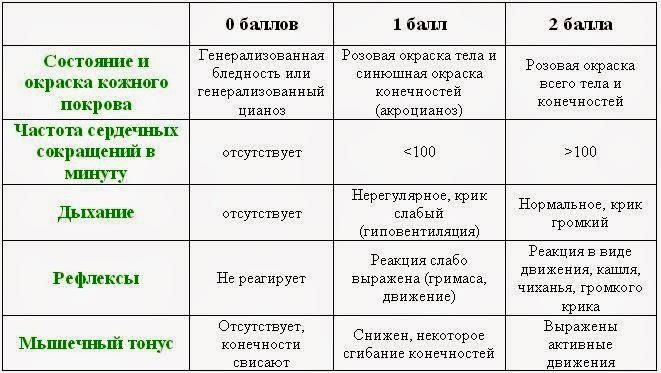 0 баллов
1 балл
2 балла
Состояние и
окраска кожного
покрова
Генерализованная
бледность или
генерализованный
цианоз
Розовая окраска тела и
синюшная окраска
конечностей
(акроцианоз)
Розовая окраска
всего тела и
конечностей
Частота сердечных
сокращений в
минуту
отсутствует
<100
>100
Дыхание
отсутствует
Нерегулярное, крик
слабый
(гиповентиляция)
Нормальное, крик
громкий
Рефлексы
Не реагирует
Реакция слабо
выражена (гримаса,
движение)
Реакция в виде
движения, кашля,
чиханья, громкого
крика
Мышечный тонус
Отсутствует,
конечности
свисают
Снижен, некоторое
сгибание конечностей
Выражены
активные
движения